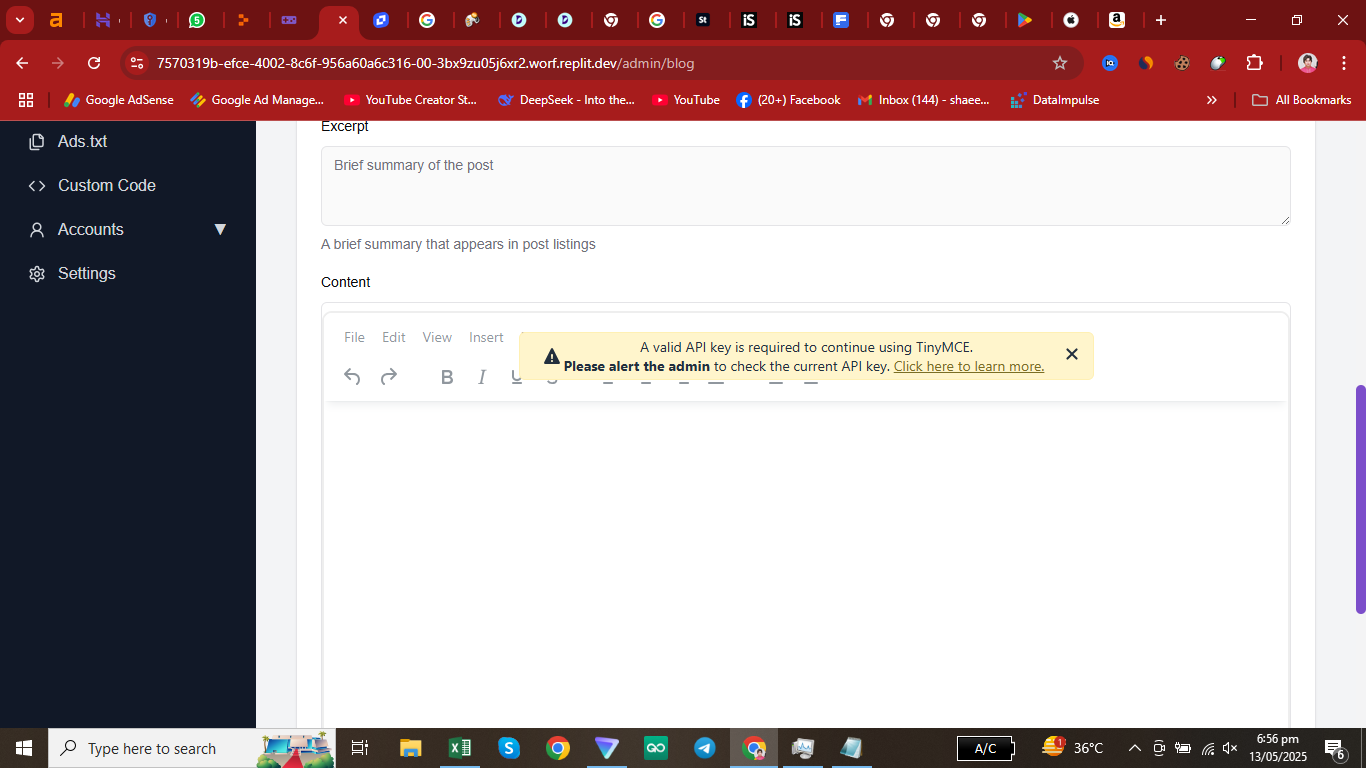 7570319b-efce-4002-8c6f-956a60a6c316-00-3bx9zu05j6xr2.worf.replit.dev/admin/blog
Google AdSense
Google Ad Manage...
YouTube Creator St...
DeepSeek - Into the...
YouTube
(20+) Facebook
Inbox (144) - shaee...
DataImpulse
All Bookmarks
Ads.txt
Custom Code
Accounts
Settings
Excerpt
Brief summary of the post
A brief summary that appears in post listings
Content
File Edit View Insert
A valid API key is required to continue using TinyMCE.
Please alert the admin to check the current API key. Click here to learn more.
B I U
Type here to search
A/C
36°C
6:56 pm
13/05/2025
6